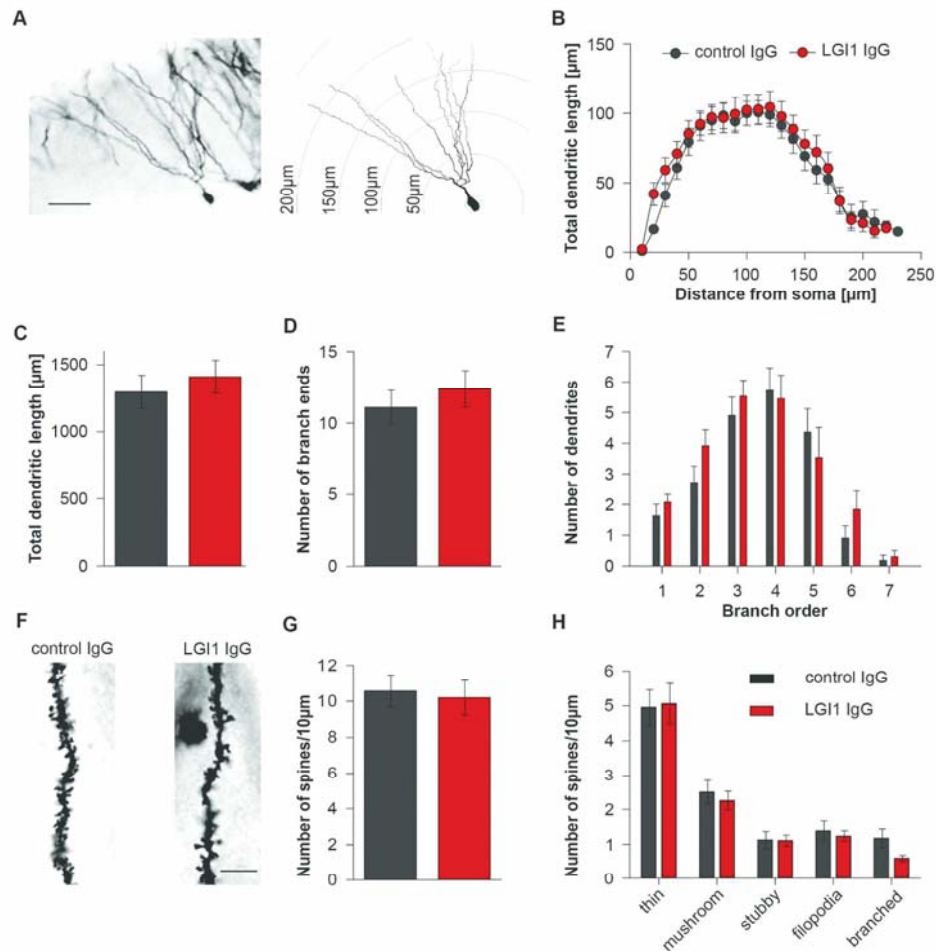 A
200µm
150µm
100µm
50µm
B
Total dendritic length [µm]
150
100
50
0
control IgG
LGI1 IgG
0 50 100 150 200 250
Distance from soma [µm]
C
Total dendritic length [µm]
1500
1000
500
0
D
Number of branch ends
15
10
5
0
E
Number of dendrites
7
6
5
4
3
2
1
0
1 2 3 4 5 6 7
Branch order
F
control IgG
LGI1 IgG
G
Number of spines/10µm
12
10
8
6
4
2
0
H
Number of spines/10µm
6
5
4
3
2
1
0
control IgG
LGI1 IgG
thin
mushroom
stubby
filopodia
branched